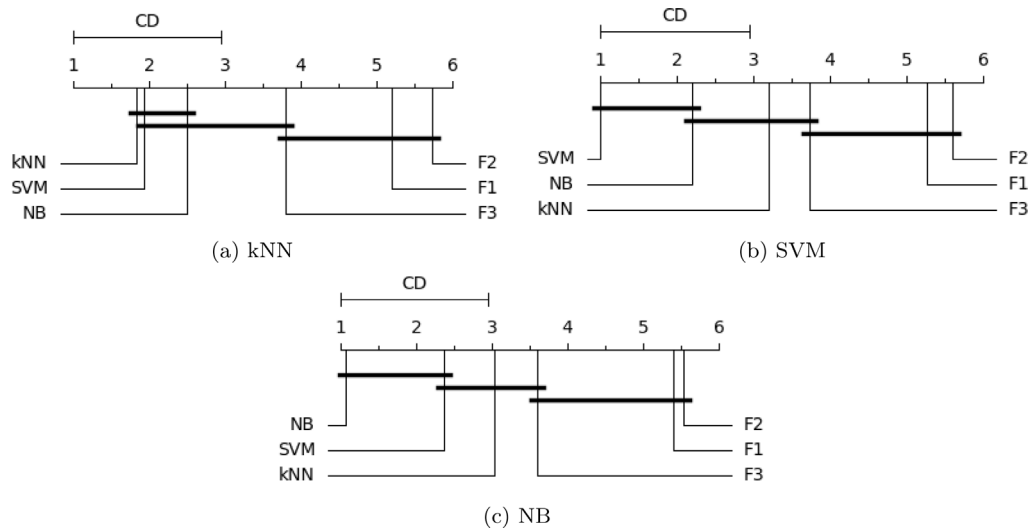 CD
1 2 3 4 5 6
kNN F2
SVM F1
NB F3
(a) kNN
CD
1 2 3 4 5 6
SVM F2
NB F1
kNN F3
(b) SVM
CD
1 2 3 4 5 6
NB F2
SVM F1
kNN F3
(c) NB